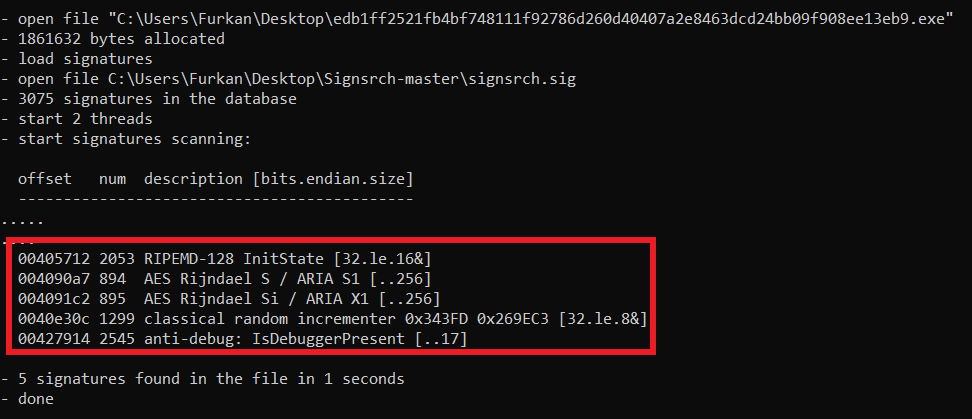 - open file "C:\Users\Furkan\Desktop\edb1ff2521fb4bf748111f92786d260d40407a2e8463dcd24bb09f908ee13eb9.exe"
- 1861632 bytes allocated
- load signatures
- open file C:\Users\Furkan\Desktop\Signsrch-master\signsrch.sig
- 3075 signatures in the database
- start 2 threads
- start signatures scanning:
offset num description [bits.endian.size]
--------------------------------------------
.....
....
00405712 2053 RIPEMD-128 InitState [32.le.16&]
004090a7 894 AES Rijndael S / ARIA S1 [..256]
004091c2 895 AES Rijndael Si / ARIA X1 [..256]
0040e30c 1299 classical random incrementer 0x343FD 0x269EC3 [32.le.8&]
00427914 2545 anti-debug: IsDebuggerPresent [..17]
- 5 signatures found in the file in 1 seconds
- done